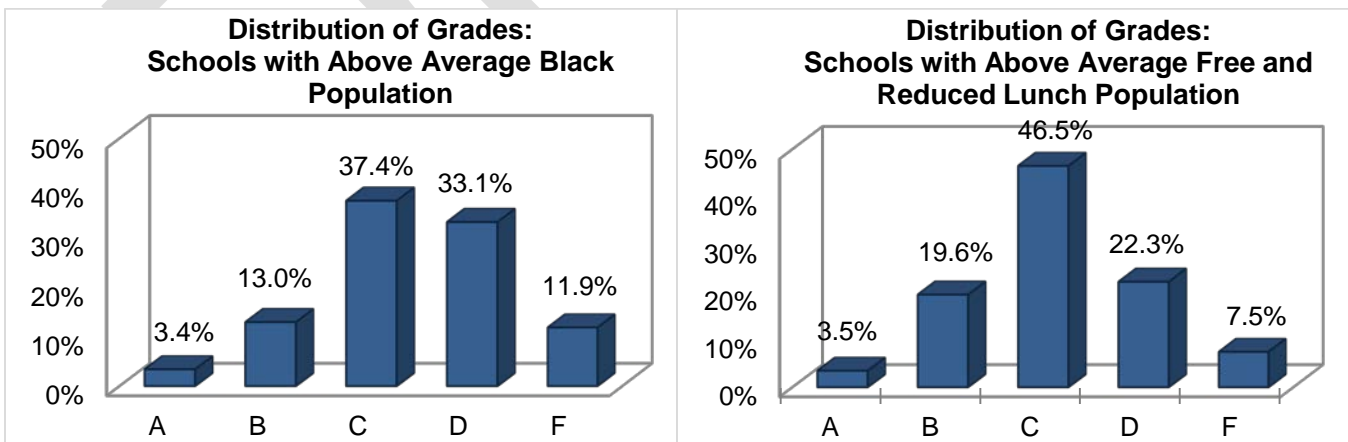 Distribution of Grades:
Schools with Above Average Black
Population
50%
40%
30%
20%
10%
0%
3.4%
13.0%
37.4%
33.1%
11.9%
A B C D F
Distribution of Grades:
Schools with Above Average Free and
Reduced Lunch Population
50%
40%
30%
20%
10%
0%
3.5%
19.6%
46.5%
22.3%
7.5%
A B C D F